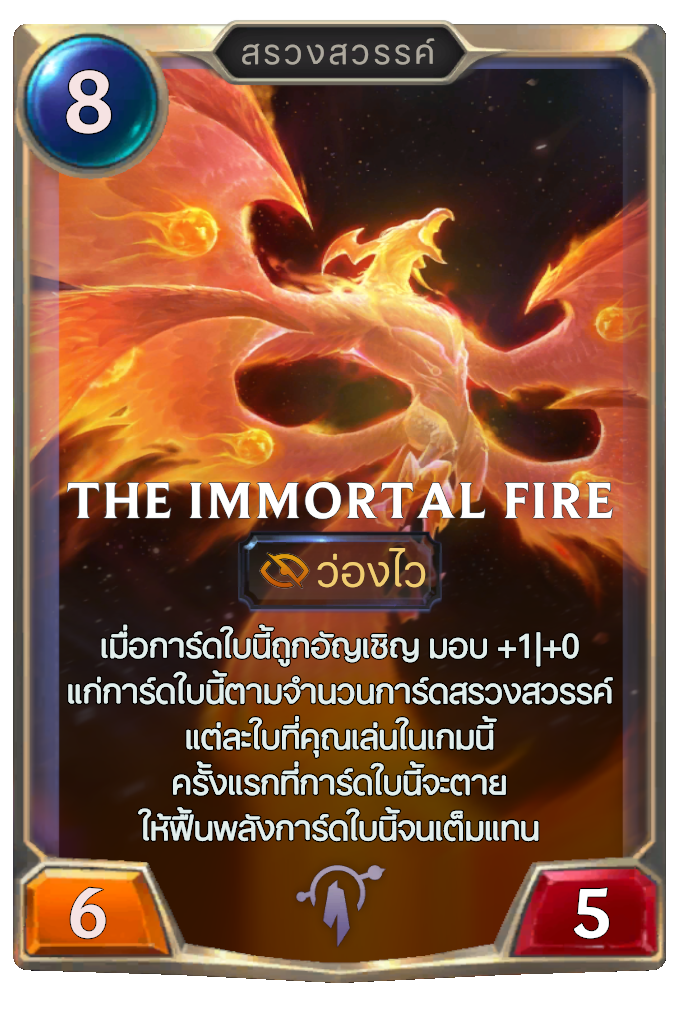 สรวงสวรรค์
8
THE IMMORTAL FIRE
ว่องไว
เมื่อการ์ดใบนี้ถูกอัญเชิญ มอบ +1|+0
แก่การ์ดใบนี้ตามจำนวนการ์ดสรวงสวรรค์
แต่ละใบที่คุณเล่นในเกมนี้
ครั้งแรกที่การ์ดใบนี้จะตาย
ให้ฟื้นพลังการ์ดใบนี้จนเต็มแทน
6
5